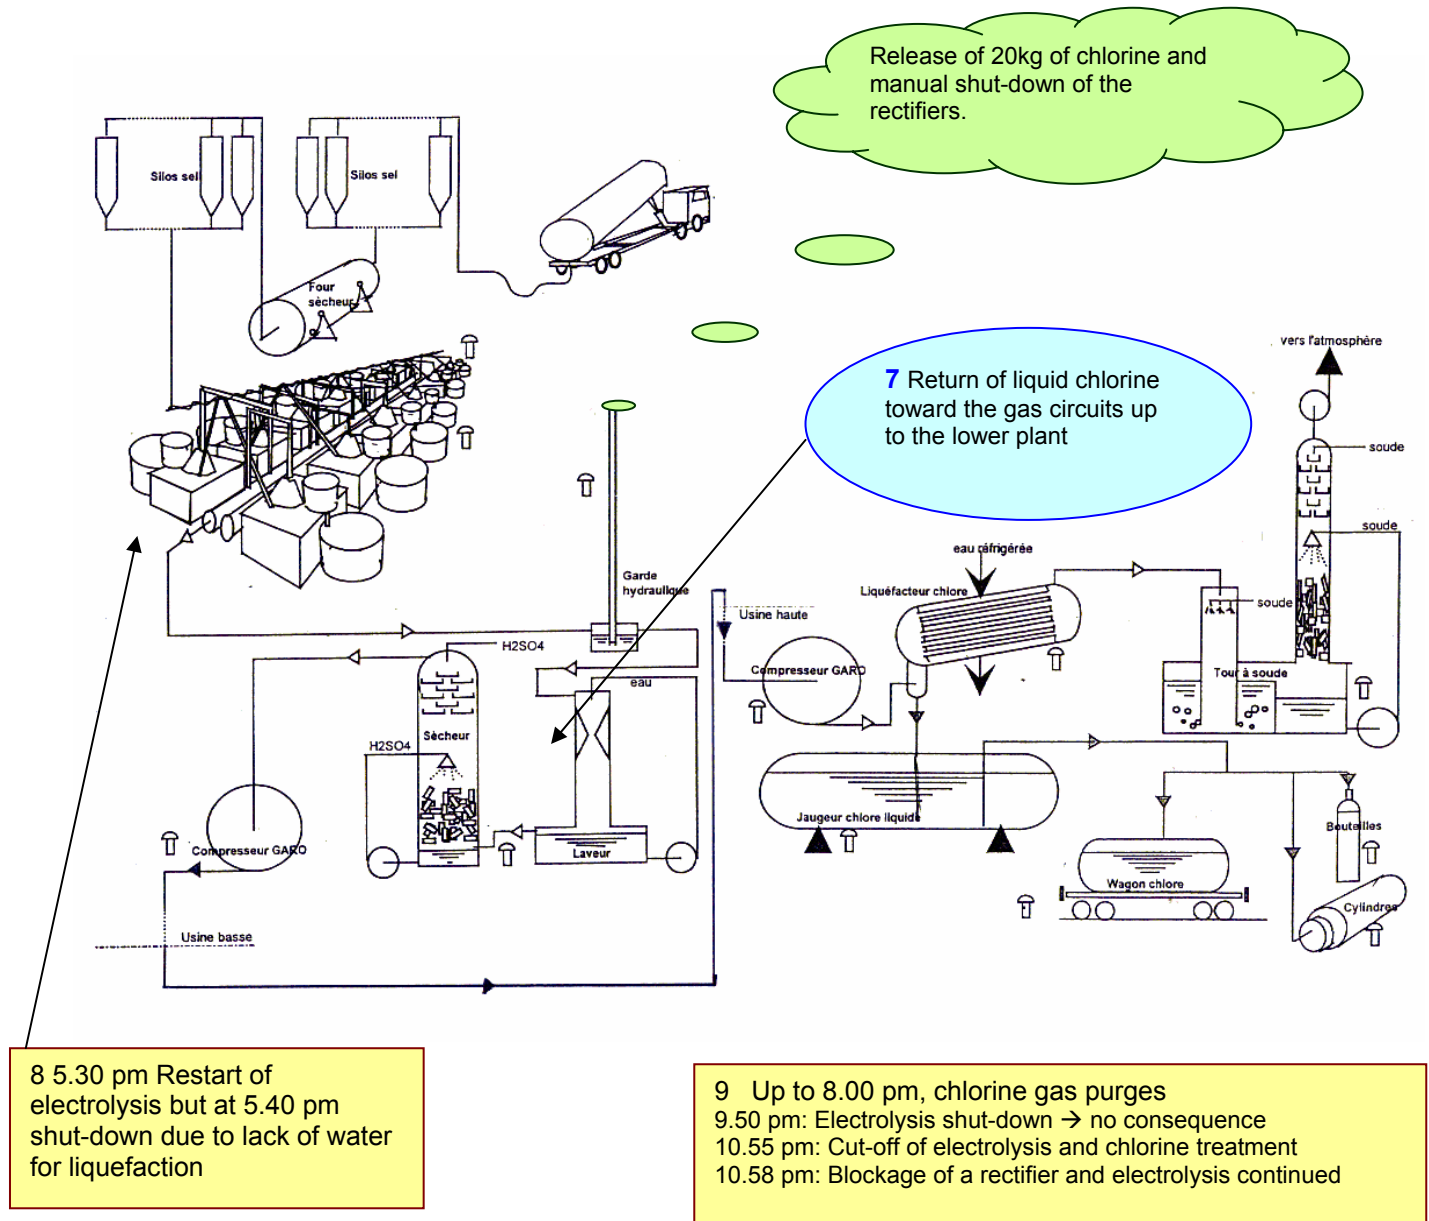 Release of 20kg of chlorine and
manual shut-down of the
rectifiers.
Silos sel
Silos sel
Four
sècheur
vers l'atmosphère
7 Return of liquid chlorine
toward the gas circuits up
to the lower plant
soude
soude
eau réfrigérée
Garde
hydraulique
Liquéfacteur chlore
soude
Usine haute
H2SO4
Compresseur GARO
Tour à soude
eau
Sècheur
H2SO4
Jaugeur chlore liquide
Bouteilles
Compresseur GARO
Laveur
Wagon chlore
Cylindres
Usine basse
8 5.30 pm Restart of
electrolysis but at 5.40 pm
shut-down due to lack of water
for liquefaction
9 Up to 8.00 pm, chlorine gas purges
9.50 pm: Electrolysis shut-down → no consequence
10.55 pm: Cut-off of electrolysis and chlorine treatment
10.58 pm: Blockage of a rectifier and electrolysis continued